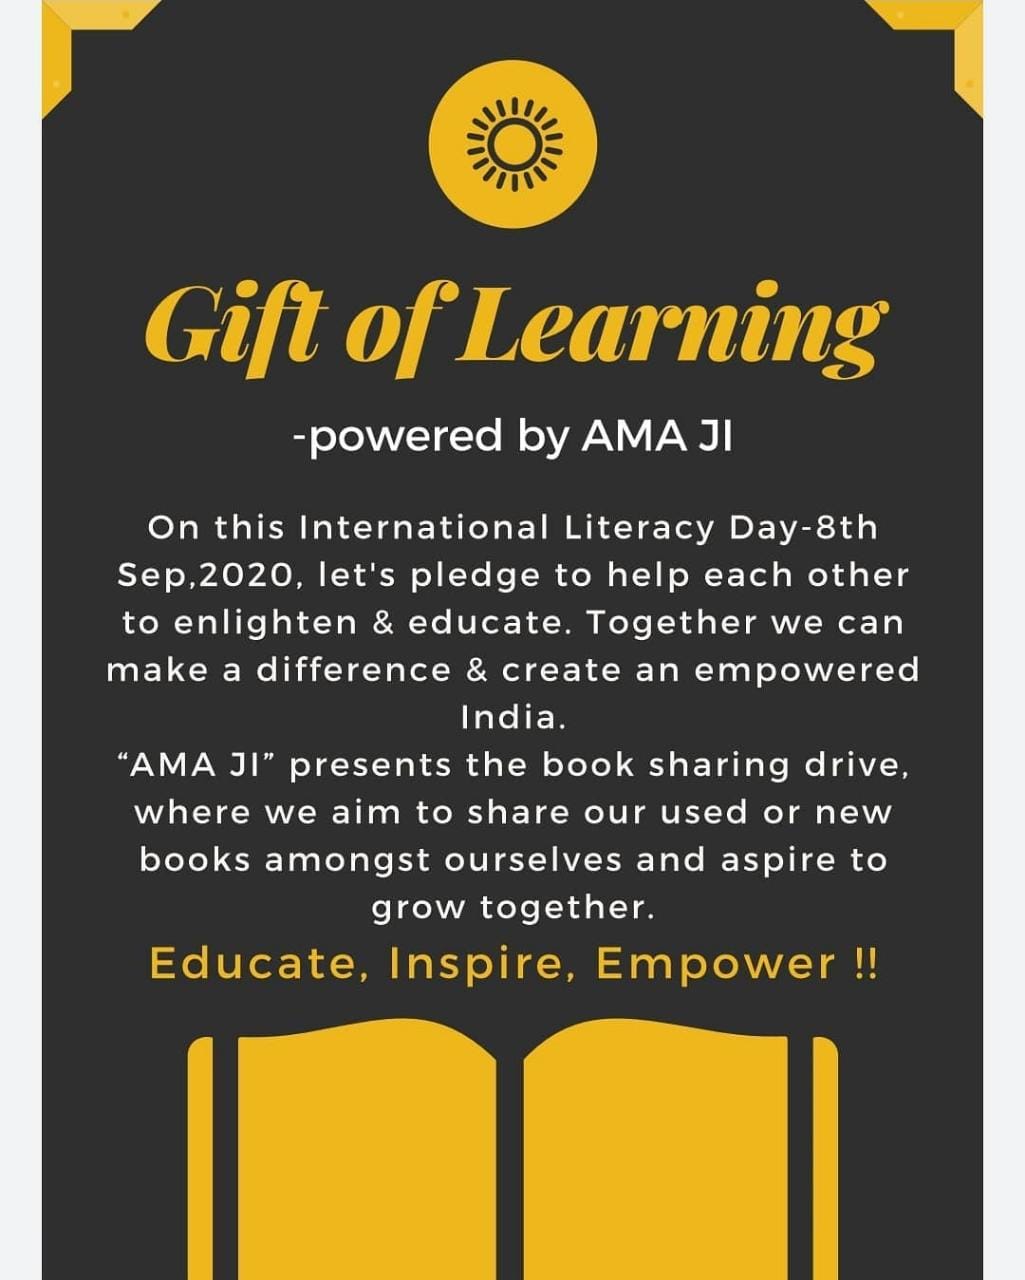 Gift of Learning
-powered by AMA JI
On this International Literacy Day-8th
Sep,2020, let's pledge to help each other
to enlighten & educate. Together we can
make a difference & create an empowered
India.
“AMA JI” presents the book sharing drive,
where we aim to share our used or new
books amongst ourselves and aspire to
grow together.
Educate, Inspire, Empower !!